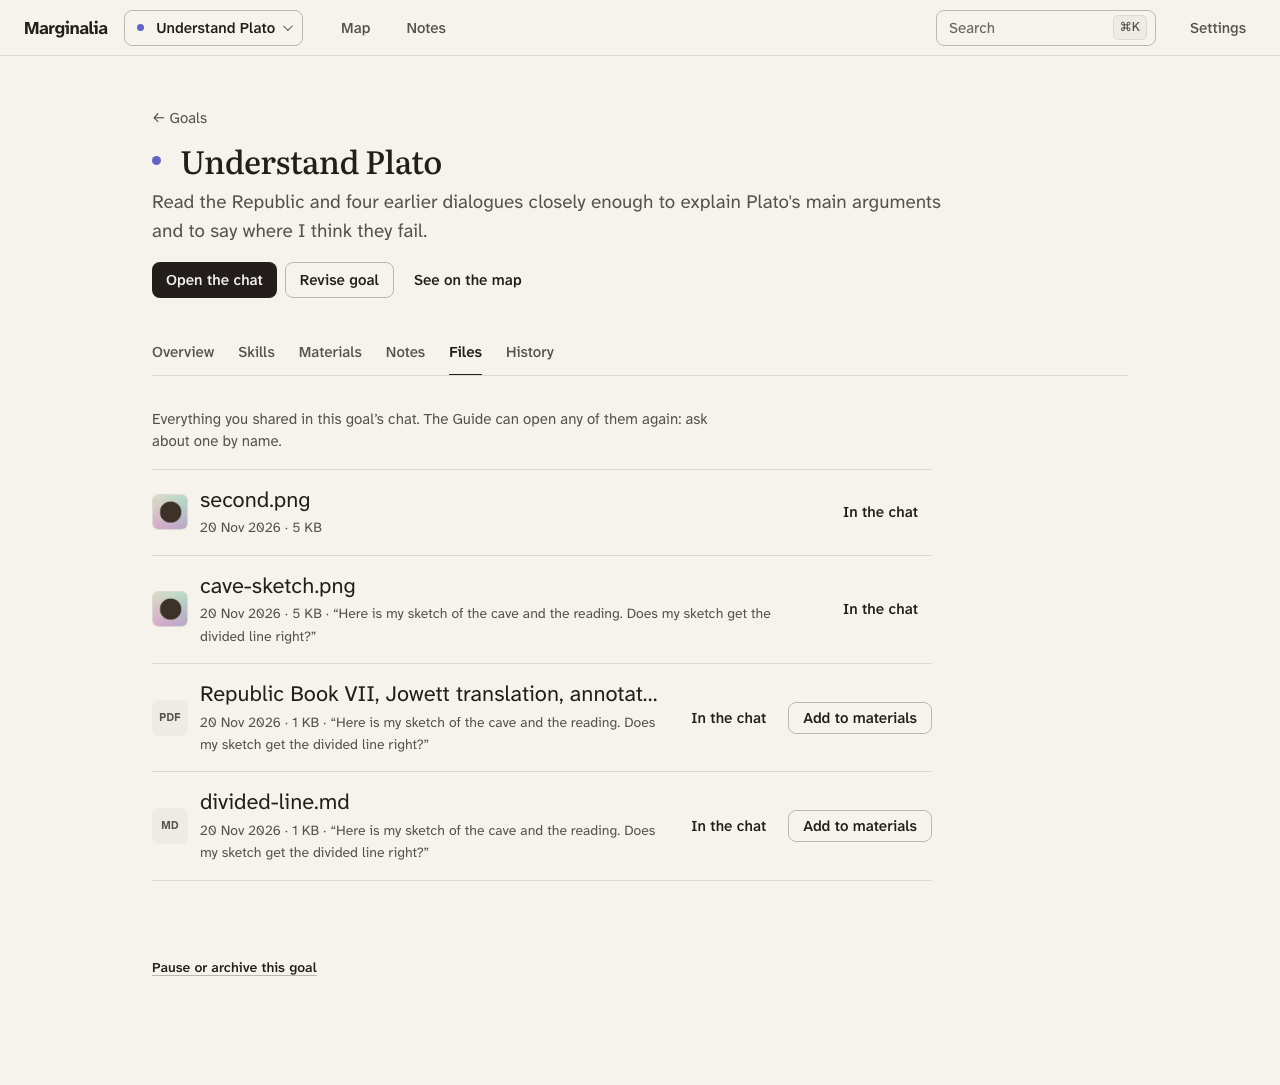 Marginalia
Understand Plato
Map
Notes
Search
⌘K
Settings
← Goals
Understand Plato
Read the Republic and four earlier dialogues closely enough to explain Plato's main arguments
and to say where I think they fail.
Open the chat
Revise goal
See on the map
Overview
Skills
Materials
Notes
Files
History
Everything you shared in this goal’s chat. The Guide can open any of them again: ask
about one by name.
second.png
20 Nov 2026 · 5 KB
In the chat
cave-sketch.png
20 Nov 2026 · 5 KB · “Here is my sketch of the cave and the reading. Does my sketch get the
divided line right?”
In the chat
PDF
Republic Book VII, Jowett translation, annotat...
20 Nov 2026 · 1 KB · “Here is my sketch of the cave and the reading. Does
my sketch get the divided line right?”
In the chat
Add to materials
MD
divided-line.md
20 Nov 2026 · 1 KB · “Here is my sketch of the cave and the reading. Does
my sketch get the divided line right?”
In the chat
Add to materials
Pause or archive this goal